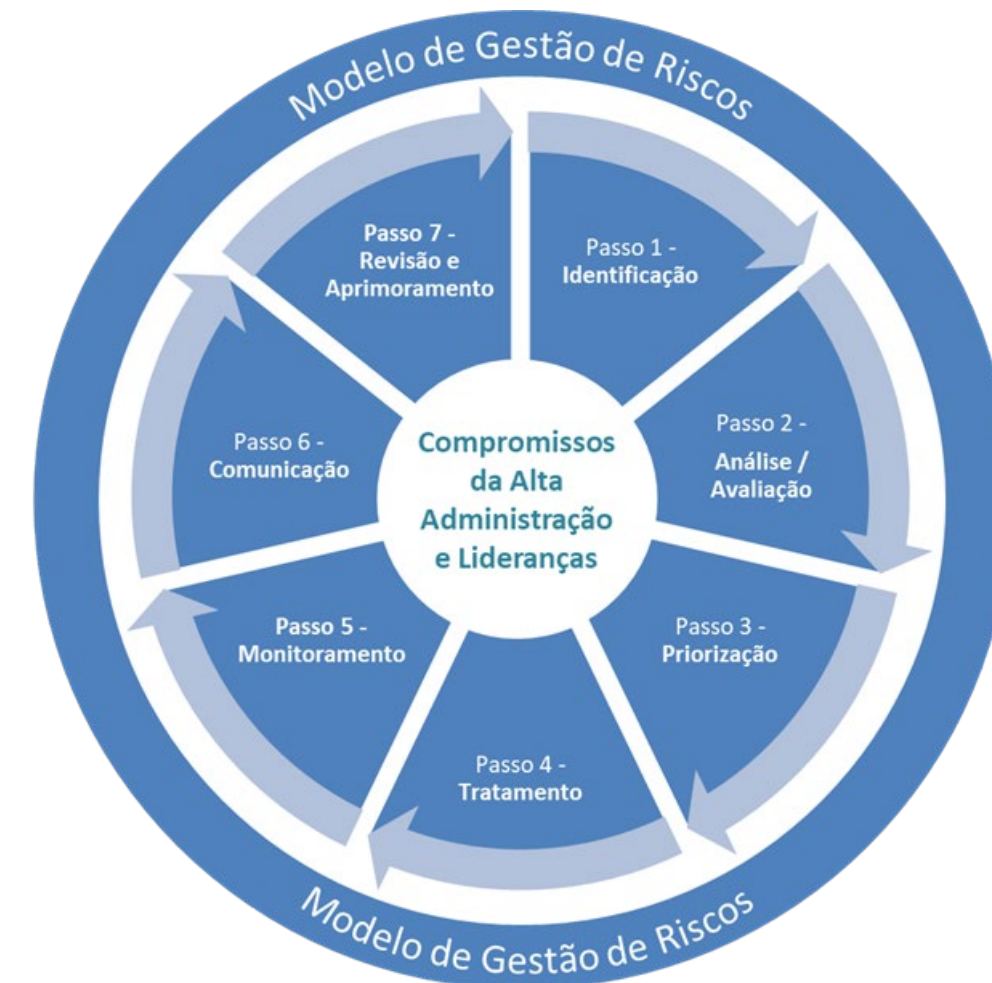 Modelo de Gestão de Riscos
Passo 1 -
Identificação
Passo 2 -
Análise /
Avaliação
Passo 3 -
Priorização
Passo 4 -
Tratamento
Passo 5 -
Monitoramento
Passo 6 -
Comunicação
Passo 7 -
Revisão e
Aprimoramento
Compromissos
da Alta
Administração
e Lideranças
Modelo de Gestão de Riscos